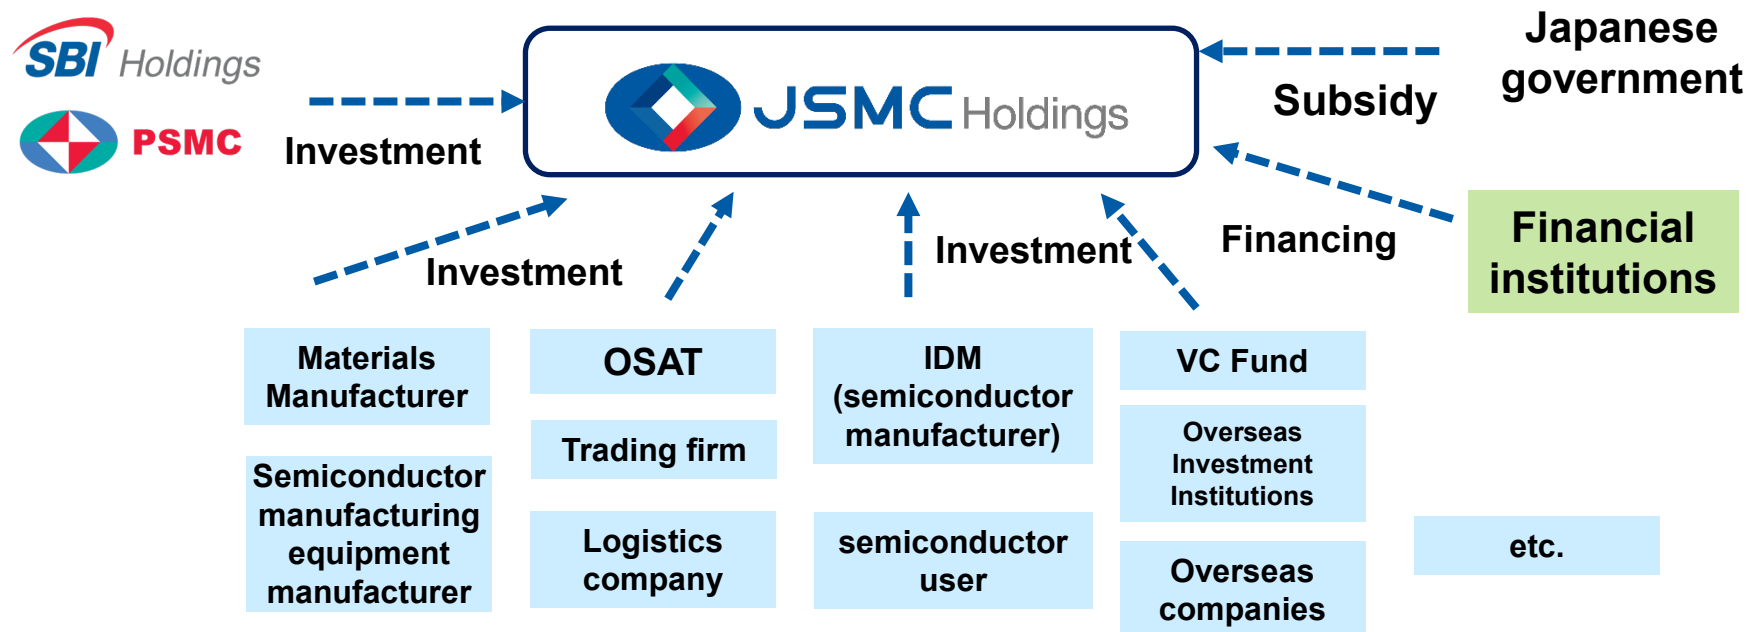 SBI Holdings
PSMC
Investment
JSMC Holdings
Japanese
government
Subsidy
Financial
institutions
Financing
Investment
Investment
Materials
Manufacturer
Semiconductor
manufacturing
equipment
manufacturer
OSAT
Trading firm
Logistics
company
IDM
(semiconductor
manufacturer)
semiconductor
user
VC Fund
Overseas
Investment
Institutions
Overseas
companies
etc.